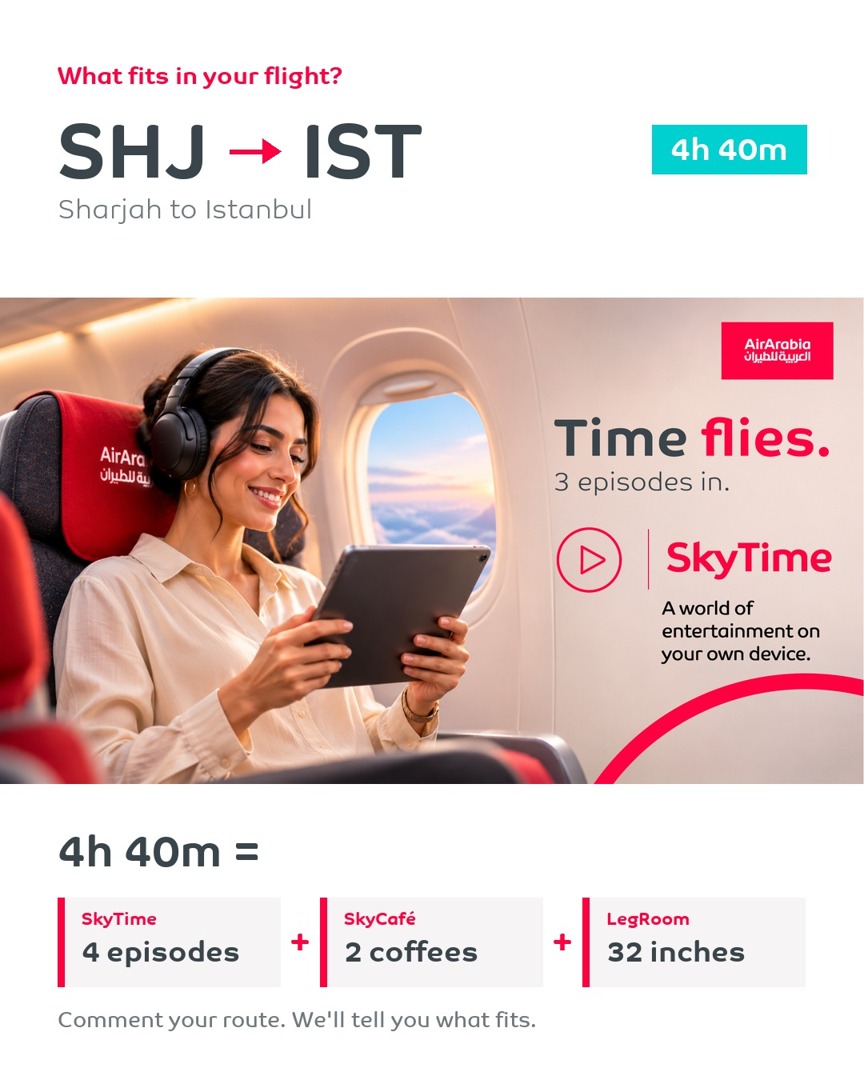 What fits in your flight?
SHJ → IST
4h 40m
Sharjah to Istanbul
AirArabia
العربية للطيران
AirAra
العربية للطيران
Time flies.
3 episodes in.
SkyTime
A world of
entertainment on
your own device.
4h 40m =
SkyTime
4 episodes
+
SkyCafé
2 coffees
+
LegRoom
32 inches
Comment your route. We'll tell you what fits.